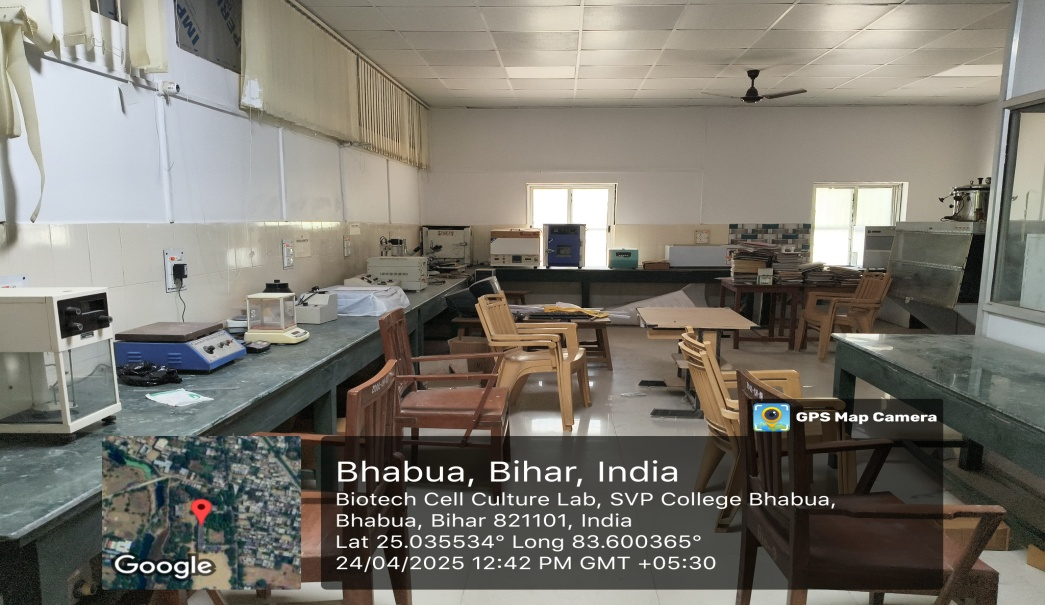 GPS Map Camera
Bhabua, Bihar, India
Biotech Cell Culture Lab, SVP College Bhabua,
Bhabua, Bihar 821101, India
Lat 25.035534° Long 83.600365°
24/04/2025 12:42 PM GMT +05:30
Google